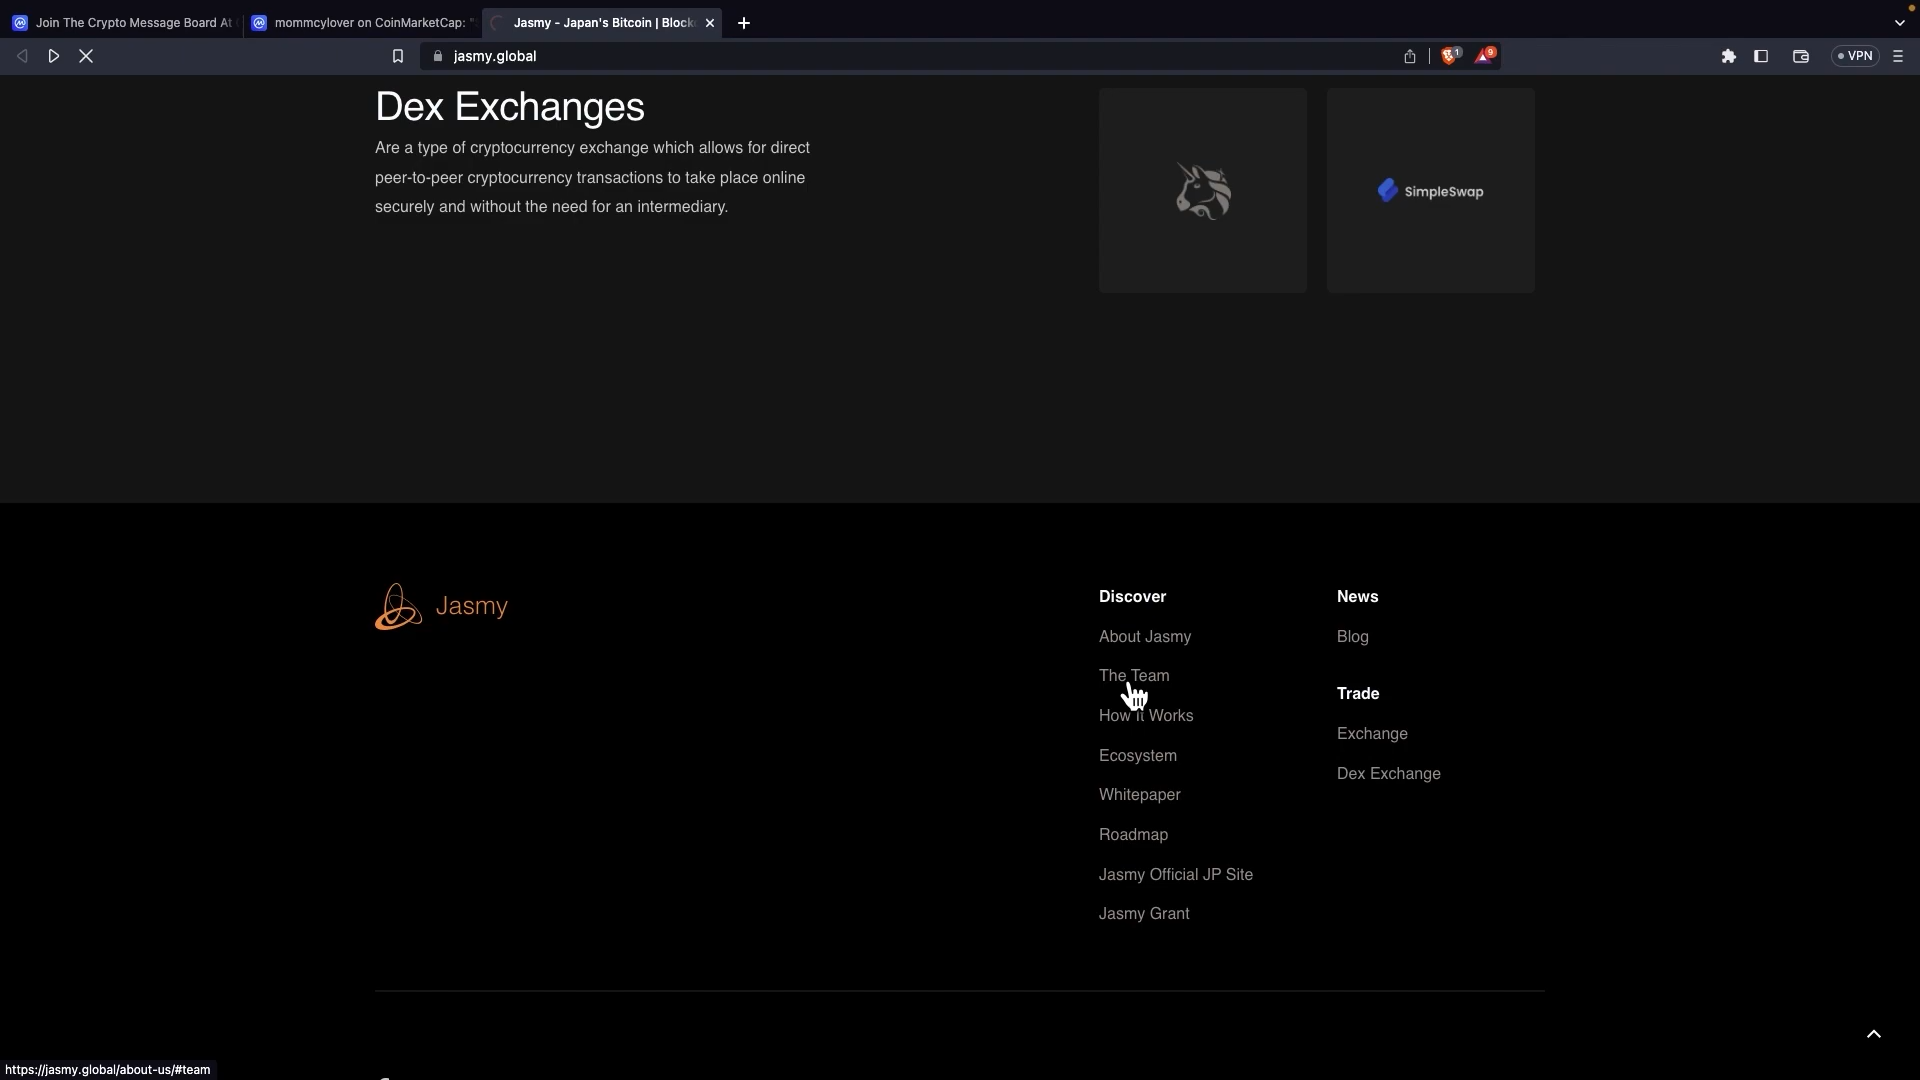 Join The Crypto Message Board At
mommcylover on CoinMarketCap: "
Jasmy - Japan's Bitcoin | Block
jasmy.global
1
9
VPN
Dex Exchanges
Are a type of cryptocurrency exchange which allows for direct
peer-to-peer cryptocurrency transactions to take place online
securely and without the need for an intermediary.
SimpleSwap
Jasmy
Discover
About Jasmy
The Team
How It Works
Ecosystem
Whitepaper
Roadmap
Jasmy Official JP Site
Jasmy Grant
News
Blog
Trade
Exchange
Dex Exchange
https://jasmy.global/about-us/#team